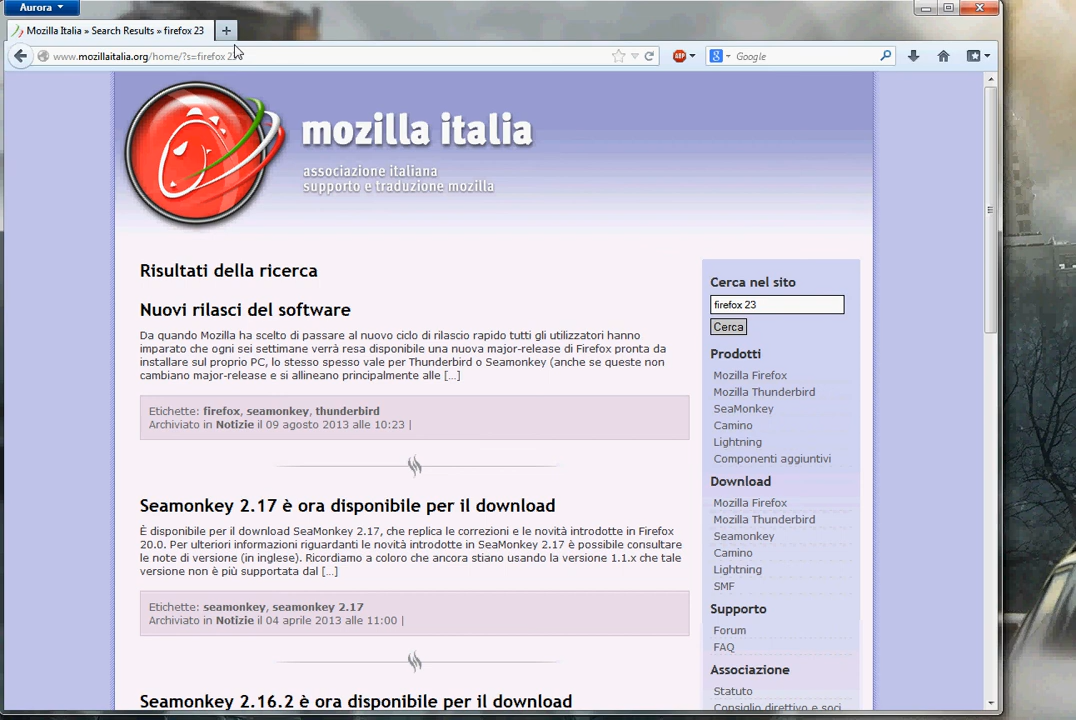 Aurora
Mozilla Italia » Search Results » firefox 23
www.mozillaitalia.org/home/?s=firefox 2
ABP
8
Google
mozilla italia
associazione italiana
supporto e traduzione mozilla
Risultati della ricerca
Nuovi rilasci del software
Da quando Mozilla ha scelto di passare al nuovo ciclo di rilascio rapido tutti gli utilizzatori hanno
imparato che ogni sei settimane verrà resa disponibile una nuova major-release di Firefox pronta da
installare sul proprio PC, lo stesso spesso vale per Thunderbird o Seamonkey (anche se queste non
cambiano major-release e si allineano principalmente alle […]
Etichette: firefox, seamonkey, thunderbird
Archiviato in Notizie il 09 agosto 2013 alle 10:23 |
Seamonkey 2.17 è ora disponibile per il download
È disponibile per il download SeaMonkey 2.17, che replica le correzioni e le novità introdotte in Firefox
20.0. Per ulteriori informazioni riguardanti le novità introdotte in SeaMonkey 2.17 è possibile consultare
le note di versione (in inglese). Ricordiamo a coloro che ancora stiano usando la versione 1.1.x che tale
versione non è più supportata dal […]
Etichette: seamonkey, seamonkey 2.17
Archiviato in Notizie il 04 aprile 2013 alle 11:00 |
Seamonkey 2.16.2 è ora disponibile per il download
Cerca nel sito
firefox 23
Cerca
Prodotti
Mozilla Firefox
Mozilla Thunderbird
SeaMonkey
Camino
Lightning
Componenti aggiuntivi
Download
Mozilla Firefox
Mozilla Thunderbird
Seamonkey
Camino
Lightning
SMF
Supporto
Forum
FAQ
Associazione
Statuto
Consiglio direttivo e soci